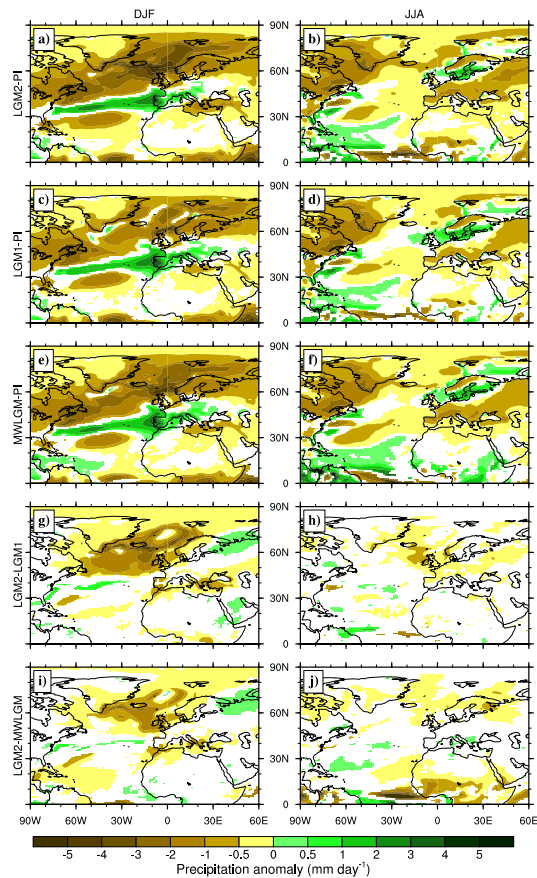 DJF JJA
LGM2-PI
a) 90N b)
60N
30N
0
LGM1-PI
c) 90N d)
60N
30N
0
MWLGM-PI
e) 90N f)
60N
30N
0
LGM2-LGM1
g) 90N h)
60N
30N
0
LGM2-MWLGM
i) 90N j)
60N
30N
0
90W 60W 30W 0 30E 60E 90W 60W 30W 0 30E 60E
-5 -4 -3 -2 -1 -0.5 0 0.5 1 2 3 4 5
Precipitation anomaly (mm day⁻¹)